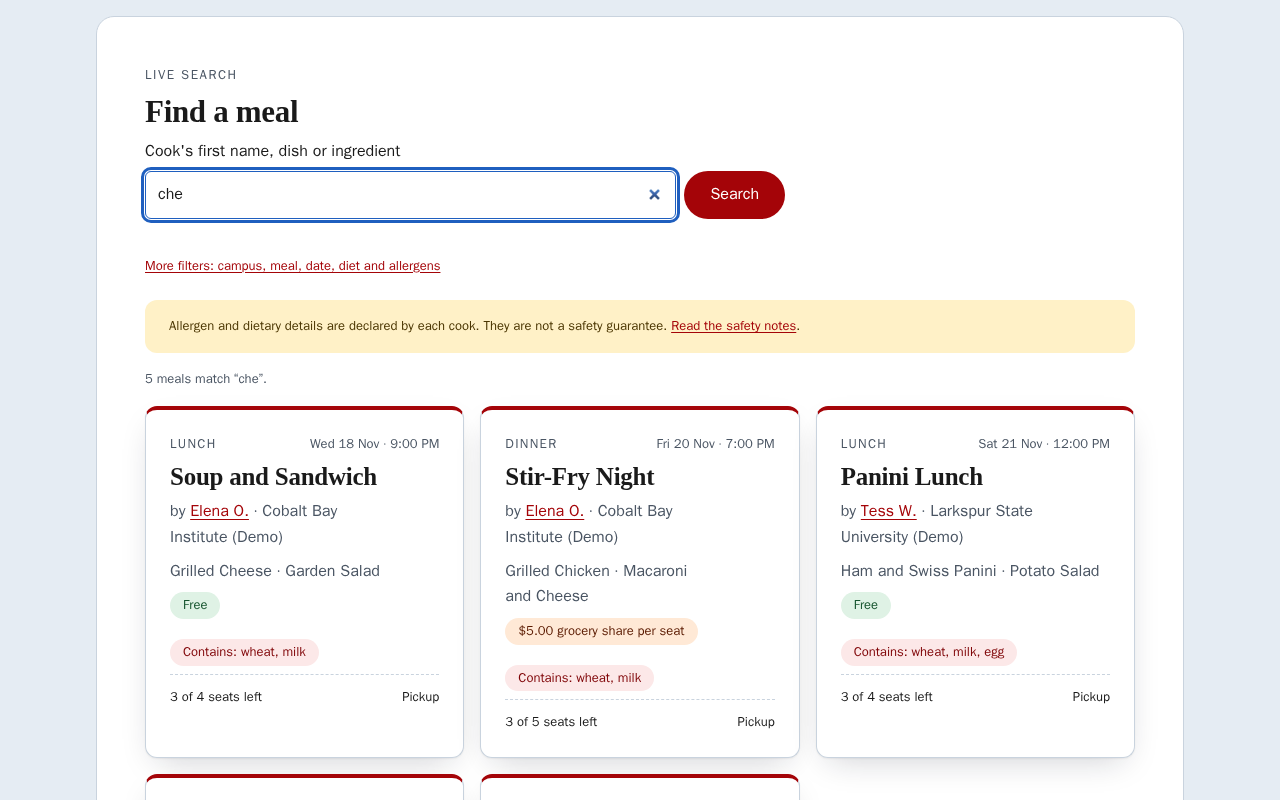 LIVE SEARCH
Find a meal
Cook's first name, dish or ingredient
che
Search
More filters: campus, meal, date, diet and allergens
Allergen and dietary details are declared by each cook. They are not a safety guarantee. Read the safety notes.
5 meals match “che”.
LUNCH
Wed 18 Nov · 9:00 PM
Soup and Sandwich
by Elena O. · Cobalt Bay
Institute (Demo)
Grilled Cheese · Garden Salad
Free
Contains: wheat, milk
3 of 4 seats left
Pickup
DINNER
Fri 20 Nov · 7:00 PM
Stir-Fry Night
by Elena O. · Cobalt Bay
Institute (Demo)
Grilled Chicken · Macaroni
and Cheese
$5.00 grocery share per seat
Contains: wheat, milk
3 of 5 seats left
Pickup
LUNCH
Sat 21 Nov · 12:00 PM
Panini Lunch
by Tess W. · Larkspur State
University (Demo)
Ham and Swiss Panini · Potato Salad
Free
Contains: wheat, milk, egg
3 of 4 seats left
Pickup